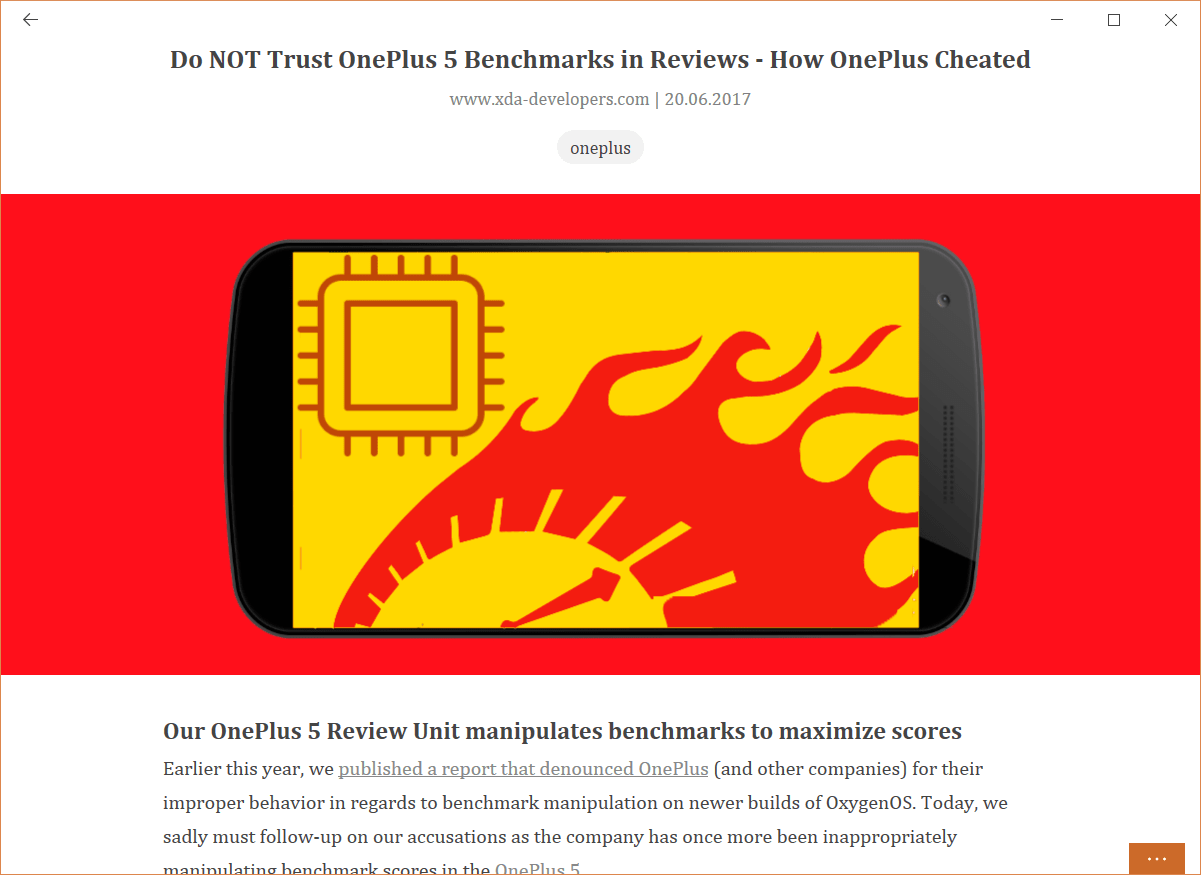 Do NOT Trust OnePlus 5 Benchmarks in Reviews - How OnePlus Cheated
www.xda-developers.com | 20.06.2017
oneplus
Our OnePlus 5 Review Unit manipulates benchmarks to maximize scores
Earlier this year, we published a report that denounced OnePlus (and other companies) for their
improper behavior in regards to benchmark manipulation on newer builds of OxygenOS. Today, we
sadly must follow-up on our accusations as the company has once more been inappropriately
manipulating benchmark scores in the OnePlus 5.